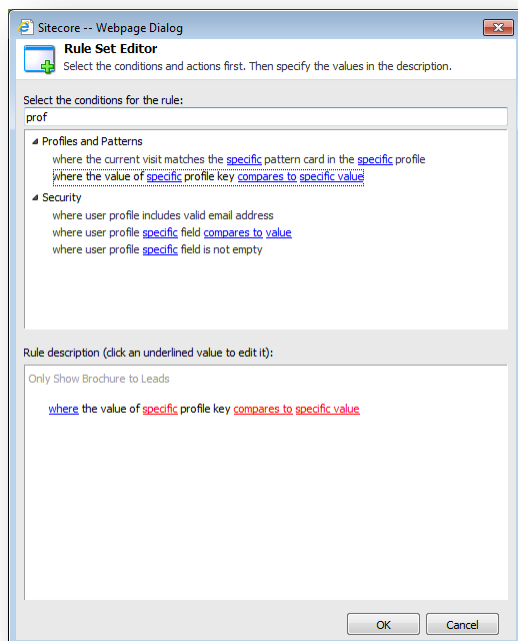 Sitecore -- Webpage Dialog
Rule Set Editor
Select the conditions and actions first. Then specify the values in the description.
Select the conditions for the rule:
prof
Profiles and Patterns
where the current visit matches the specific pattern card in the specific profile
where the value of specific profile key compares to specific value
Security
where user profile includes valid email address
where user profile specific field compares to value
where user profile specific field is not empty
Rule description (click an underlined value to edit it):
Only Show Brochure to Leads
where the value of specific profile key compares to specific value
OK Cancel